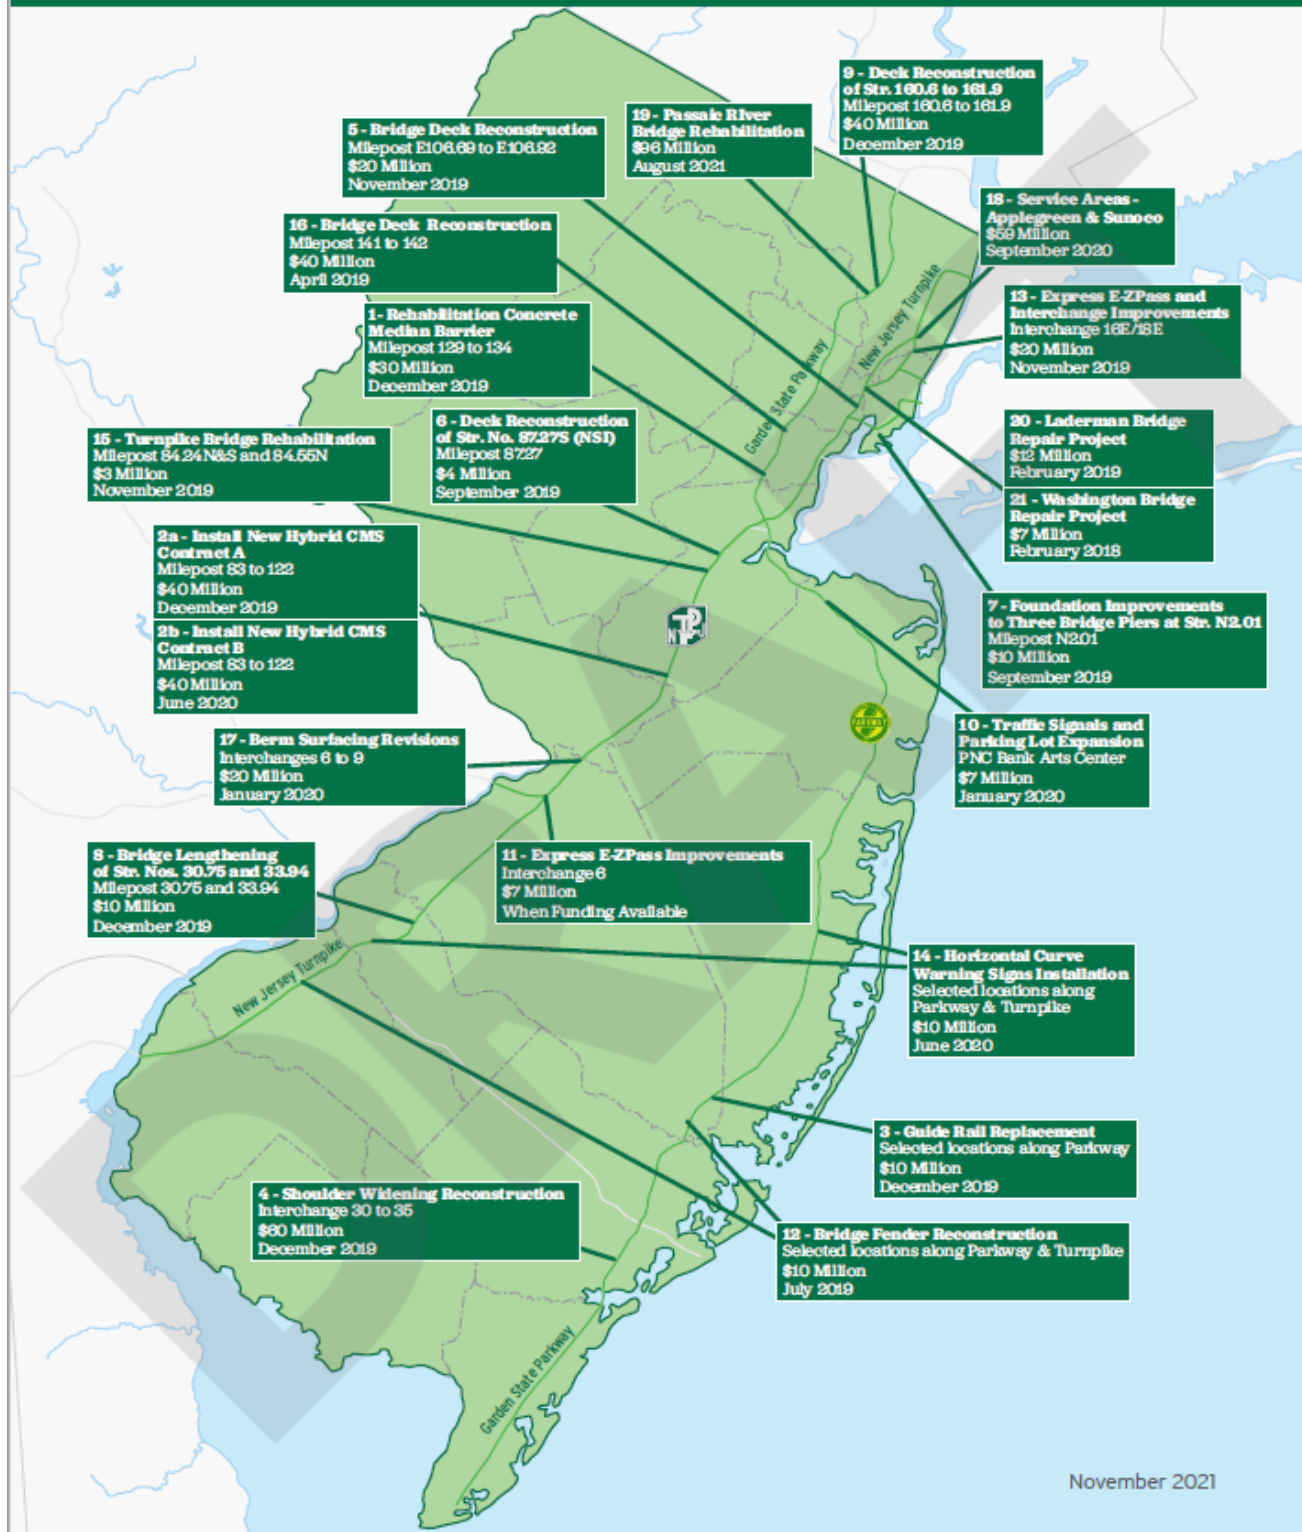 9 - Deck Reconstruction
of Str. 160.6 to 161.9
Milepost 160.6 to 161.9
$40 Million
December 2019
19 - Passaic RIver
Bridge Rehabilitation
$96 Million
August 2021
5 - Bridge Deck Reconstruction
Milepost E106.69 to E106.92
$20 Million
November 2019
18 - Service Areas -
Applegreen & Sunoco
$59 Million
September 2020
16 - Bridge Deck Reconstruction
Milepost 141 to 142
$40 Million
April 2019
13 - Express E-ZPass and
Interchange Improvements
Interchange 16E/18E
$20 Million
November 2019
1 - Rehabilitation Concrete
Median Barrier
Milepost 129 to 134
$30 Million
December 2019
New Jersey Turnpike
Garden State Parkway
6 - Deck Reconstruction
of Str. No. 87.27S (NSI)
Milepost 87.27
$4 Million
September 2019
20 - Laderman Bridge
Repair Project
$12 Million
February 2019
15 - Turnpike Bridge Rehabilitation
Milepost 84.24 N&S and 84.55N
$3 Million
November 2019
21 - Washington Bridge
Repair Project
$7 Million
February 2018
2a - Install New Hybrid CMS
Contract A
Milepost 83 to 122
$40 Million
December 2019
2b - Install New Hybrid CMS
Contract B
Milepost 83 to 122
$40 Million
June 2020
7 - Foundation Improvements
to Three Bridge Piers at Str. N2.01
Milepost N2.01
$10 Million
September 2019
PARKWAY
10 - Traffic Signals and
Parking Lot Expansion
PNC Bank Arts Center
$7 Million
January 2020
17 - Berm Surfacing Revisions
Interchanges 6 to 9
$20 Million
January 2020
8 - Bridge Lengthening
of Str. Nos. 30.75 and 33.94
Milepost 30.75 and 33.94
$10 Million
December 2019
11 - Express E-ZPass Improvements
Interchange 6
$7 Million
When Funding Available
New Jersey Turnpike
14 - Horizontal Curve
Warning Signs Installation
Selected locations along
Parkway & Turnpike
$10 Million
June 2020
3 - Guide Rail Replacement
Selected locations along Parkway
$10 Million
December 2019
4 - Shoulder Widening Reconstruction
Interchange 30 to 35
$60 Million
December 2019
12 - Bridge Fender Reconstruction
Selected locations along Parkway & Turnpike
$10 Million
July 2019
Garden State Parkway
November 2021
DRAFT